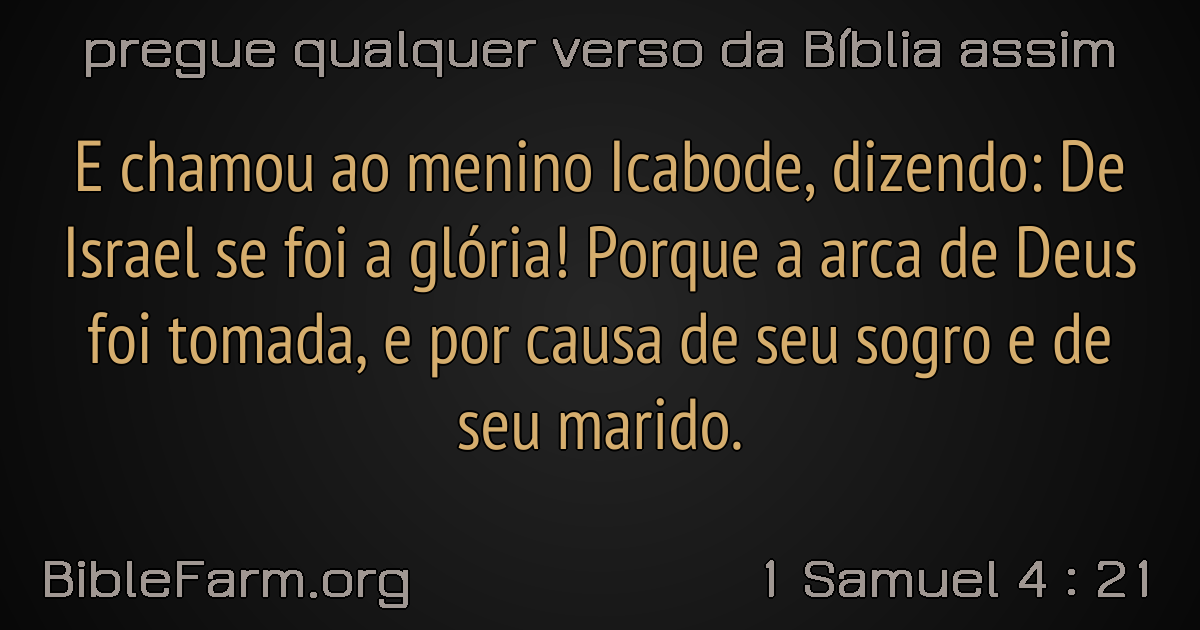 pregue qualquer verso da Bíblia assim
E chamou ao menino Icabode, dizendo: De
Israel se foi a glória! Porque a arca de Deus
foi tomada, e por causa de seu sogro e de
seu marido.
BibleFarm.org
1 Samuel 4 : 21